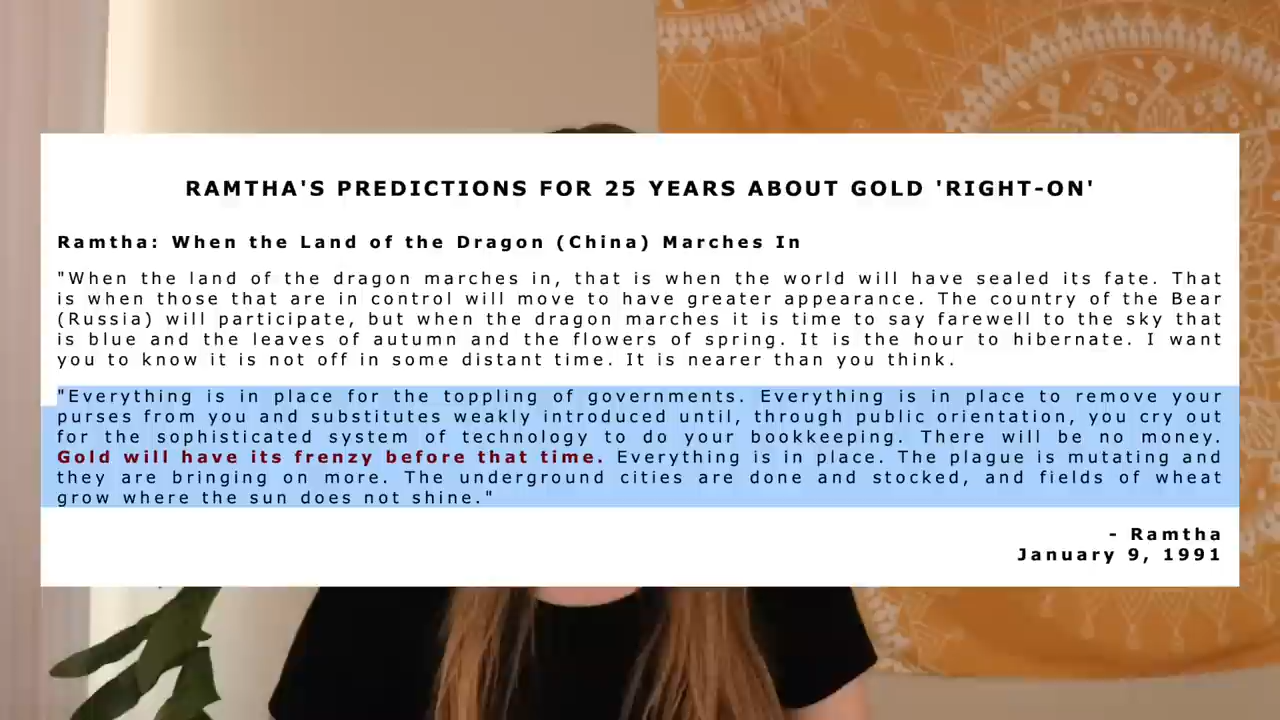 RAMTHA'S PREDICTIONS FOR 25 YEARS ABOUT GOLD 'RIGHT-ON'
Ramtha: When the Land of the Dragon (China) Marches In
"When the land of the dragon marches in, that is when the world will have sealed its fate. That
is when those that are in control will move to have greater appearance. The country of the Bear
(Russia) will participate, but when the dragon marches it is time to say farewell to the sky that
is blue and the leaves of autumn and the flowers of spring. It is the hour to hibernate. I want
you to know it is not off in some distant time. It is nearer than you think.
"Everything is in place for the toppling of governments. Everything is in place to remove your
purses from you and substitutes weakly introduced until, through public orientation, you cry out
for the sophisticated system of technology to do your bookkeeping. There will be no money.
Gold will have its frenzy before that time. Everything is in place. The plague is mutating and
they are bringing on more. The underground cities are done and stocked, and fields of wheat
grow where the sun does not shine."
- Ramtha
January 9, 1991